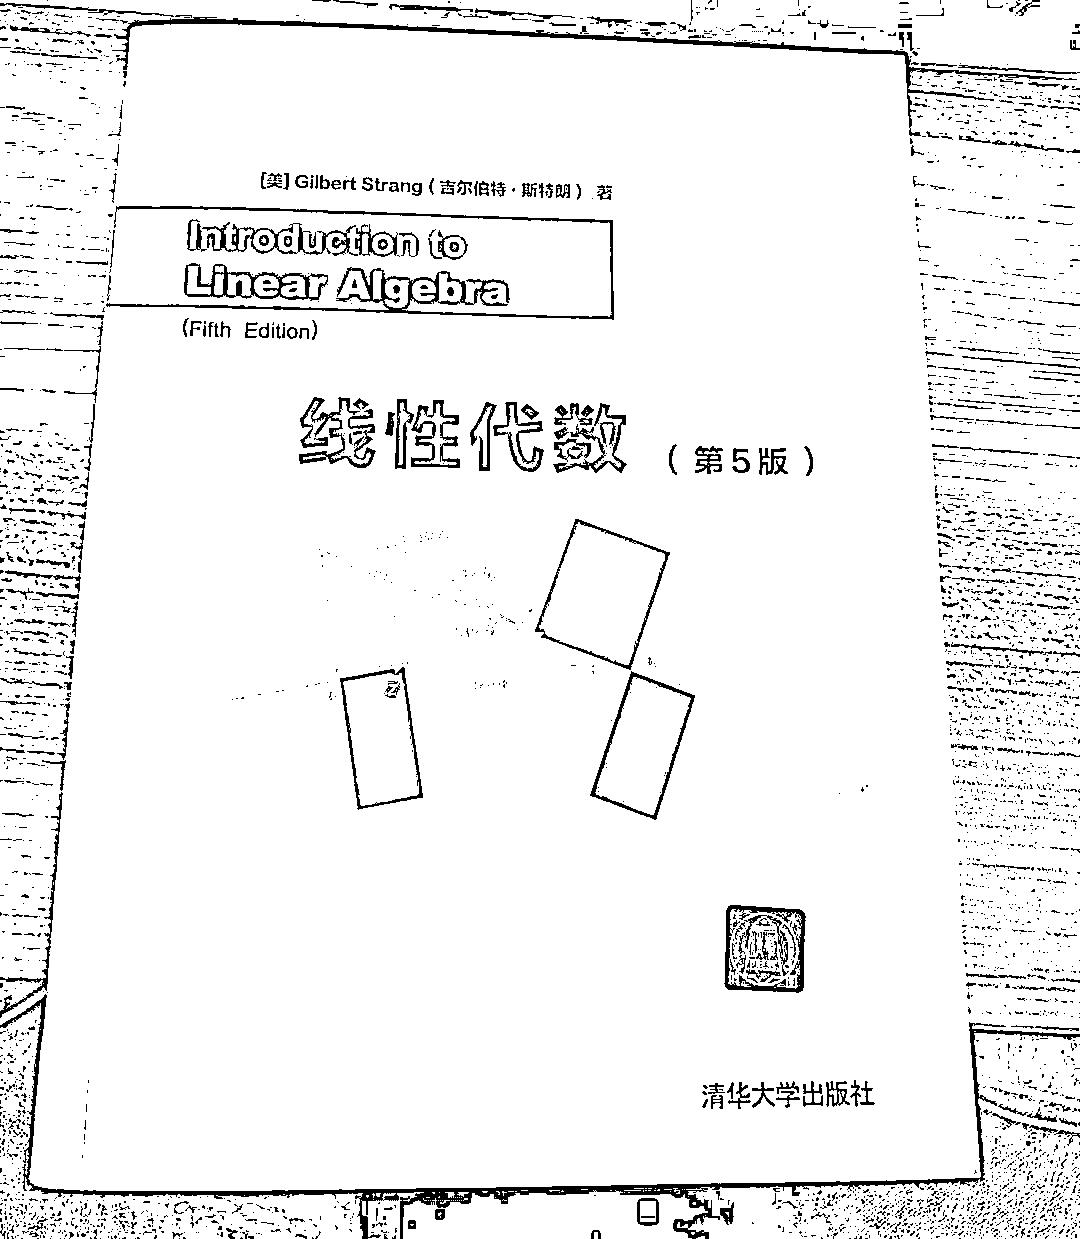 [美] Gilbert Strang（吉尔伯特·斯特朗） 著
Introduction to
Linear Algebra
(Fifth Edition)
线性代数（第5版）
清华大学出版社